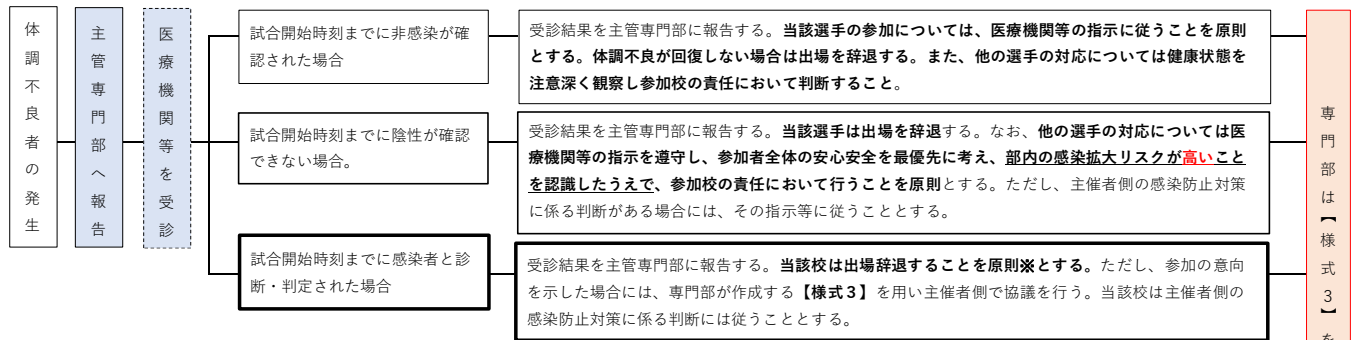 体調不良者の発生
主管専門部へ報告
医療機関等を受診
試合開始時刻までに非感染が確
認された場合
受診結果を主管専門部に報告する。当該選手の参加については、医療機関等の指示に従うことを原則
とする。体調不良が回復しない場合は出場を辞退する。また、他の選手の対応については健康状態を
注意深く観察し参加校の責任において判断すること。
試合開始時刻までに陰性が確認
できない場合。
受診結果を主管専門部に報告する。当該選手は出場を辞退する。なお、他の選手の対応については医
療機関等の指示を遵守し、参加者全体の安心安全を最優先に考え、部内の感染拡大リスクが高いこと
を認識したうえで、参加校の責任において行うことを原則とする。ただし、主催者側の感染防止対策
に係る判断がある場合には、その指示等に従うこととする。
試合開始時刻までに感染者と診
断・判定された場合
受診結果を主管専門部に報告する。当該校は出場辞退することを原則※とする。ただし、参加の意向
を示した場合には、専門部が作成する【様式３】を用い主催者側で協議を行う。当該校は主催者側の
感染防止対策に係る判断には従うこととする。
専門部は【様式３】を